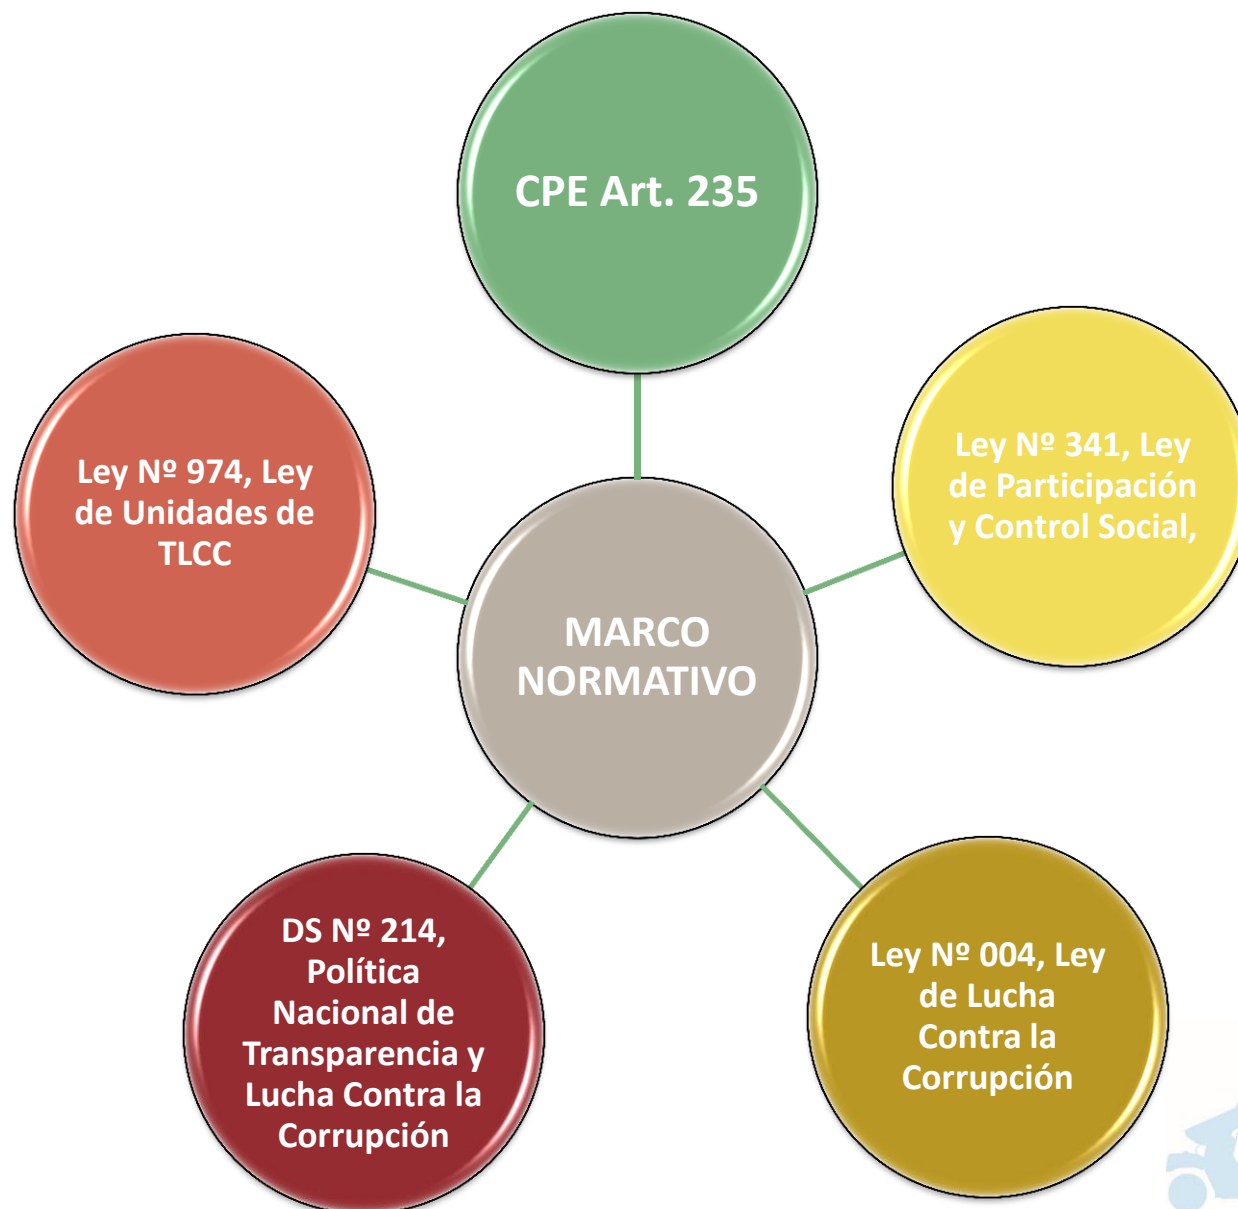 CPE Art. 235
Ley Nº 341, Ley
de Participación
y Control Social,
Ley Nº 974, Ley
de Unidades de
TLCC
MARCO
NORMATIVO
DS Nº 214,
Política
Nacional de
Transparencia y
Lucha Contra la
Corrupción
Ley Nº 004, Ley
de Lucha
Contra la
Corrupción